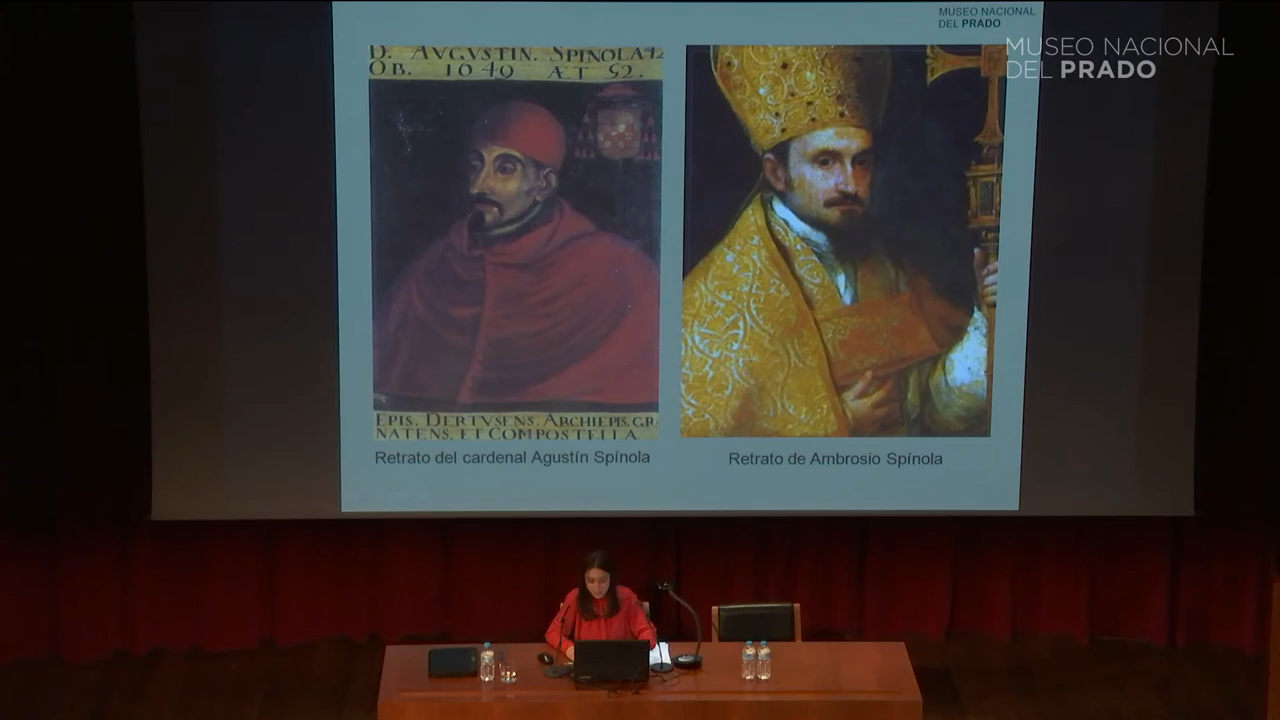 MUSEO NACIONAL
DEL PRADO
MUSEO NACIONAL
DEL PRADO
D. AVGVSTIN. SPINOLA
OB. 1649 ÆT 52.
EPIS. DERTVSENS. ARCHIEPIS. GRA
NATENS. ET COMPOSTELLA
Retrato del cardenal Agustín Spínola
Retrato de Ambrosio Spínola